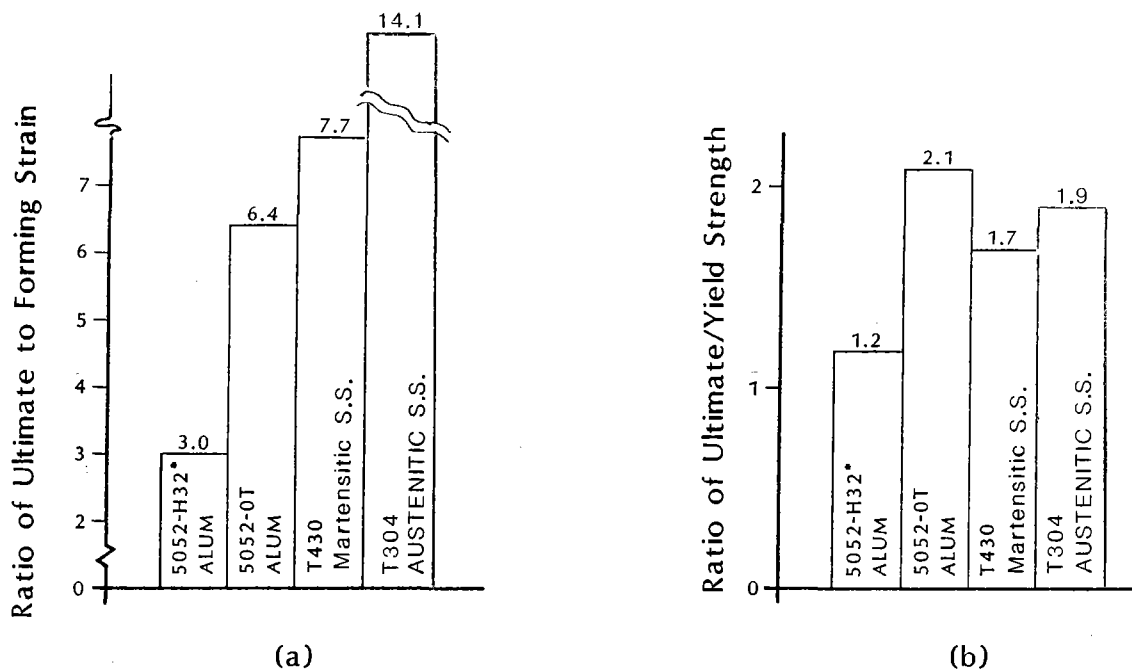 Ratio of Ultimate to Forming Strain
7
6
5
4
3
2
0
3.0
6.4
7.7
14.1
5052-H32*
ALUM
5052-0T
ALUM
T430
Martensitic S.S.
T304
AUSTENITIC S.S.
(a)
Ratio of Ultimate/Yield Strength
2
1
0
1.2
2.1
1.7
1.9
5052-H32*
ALUM
5052-0T
ALUM
T430
Martensitic S.S.
T304
AUSTENITIC S.S.
(b)